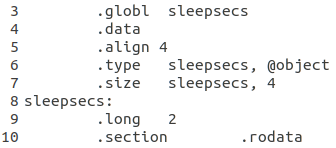 3 .globl sleepsecs
4 .data
5 .align 4
6 .type sleepsecs, @object
7 .size sleepsecs, 4
8 sleepsecs:
9 .long 2
10 .section .rodata